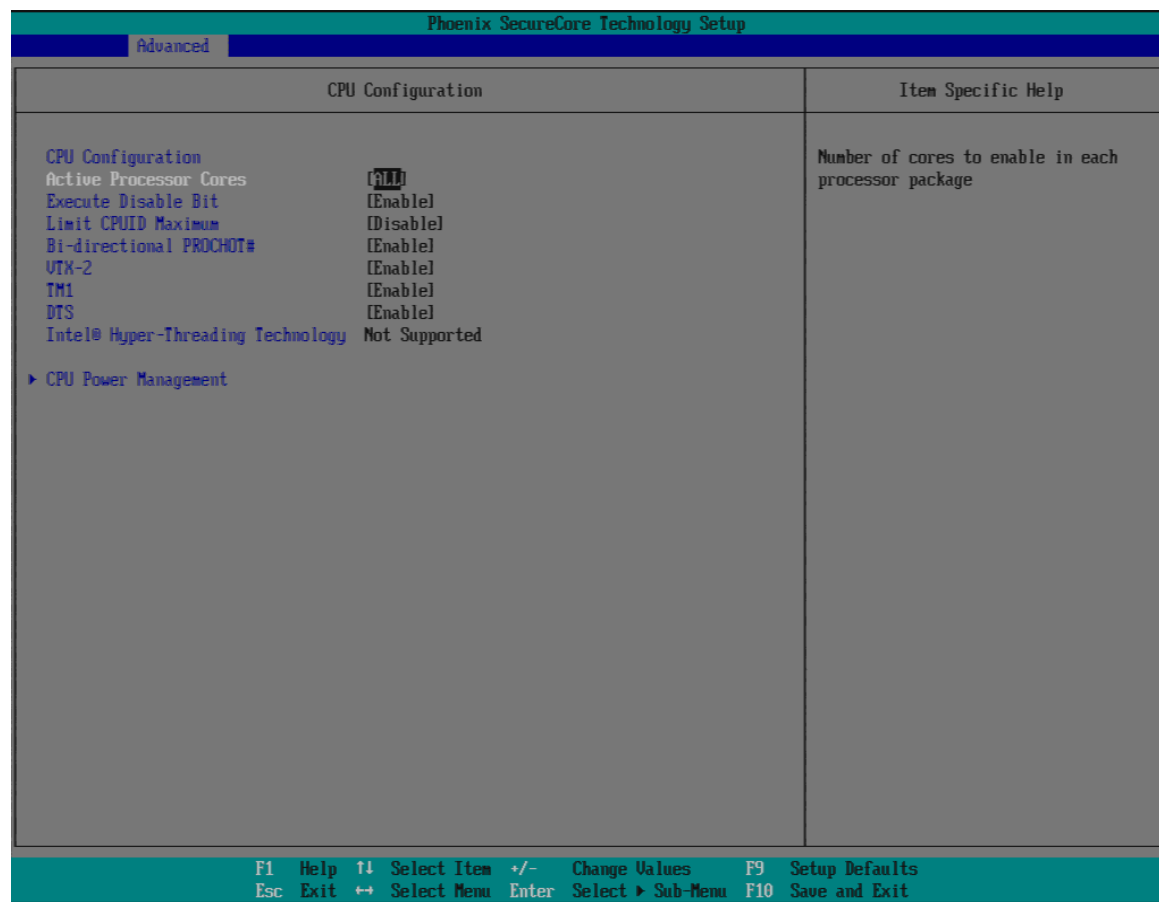 Phoenix SecureCore Technology Setup
Advanced
CPU Configuration
Item Specific Help
CPU Configuration
Active Processor Cores [ALL]
Execute Disable Bit [Enable]
Limit CPUID Maximum [Disable]
Bi-directional PROCHOT# [Enable]
VTX-2 [Enable]
TM1 [Enable]
DTS [Enable]
Intel® Hyper-Threading Technology Not Supported
▶ CPU Power Management
Number of cores to enable in each
processor package
F1 Help ↑↓ Select Item +/- Change Values F9 Setup Defaults
Esc Exit ↔ Select Menu Enter Select ▶ Sub-Menu F10 Save and Exit